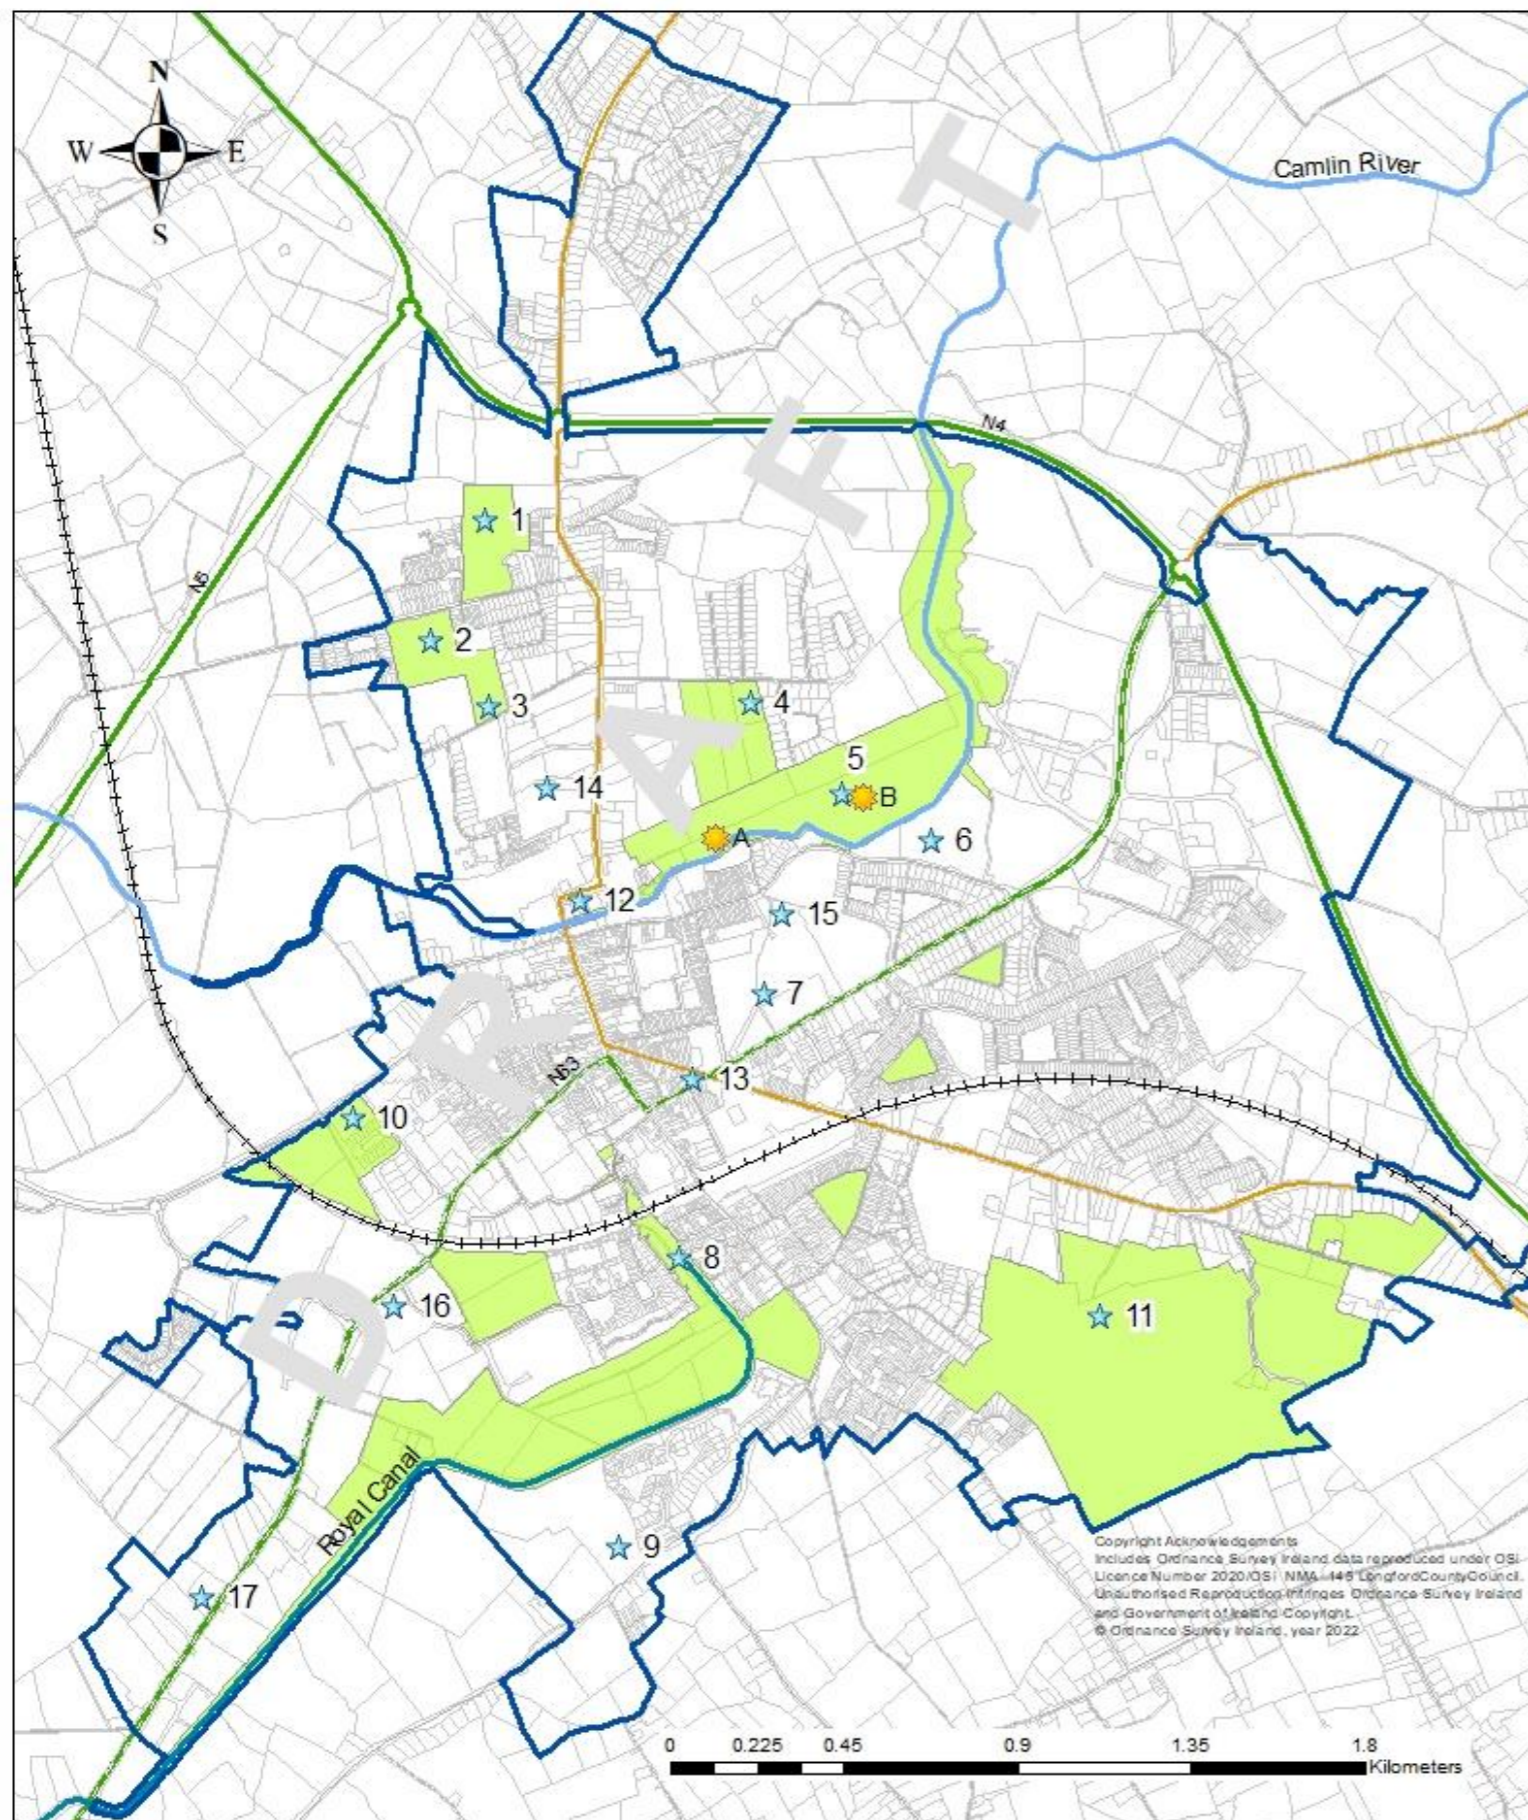 N
W E
S
Camlin River
N4
1
N5
2
3
4
14
5
B
A
6
12
15
7
N63
13
10
8
16
11
Royal Canal
9
17
DRAFT
Copyright Acknowledgements
Includes Ordnance Survey Ireland data reproduced under OSi
Licence Number 2020/OSi NMA 145 LongfordCountyCouncil.
Unauthorised Reproduction Infringes Ordnance Survey Ireland
and Government of Ireland Copyright.
© Ordnance Survey Ireland, year 2022
0 0.225 0.45 0.9 1.35 1.8
Kilometers